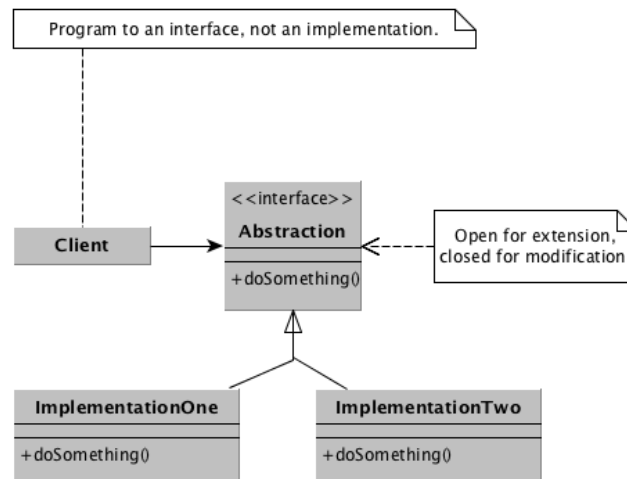 Program to an interface, not an implementation.
<<interface>>
Abstraction
+doSomething()
Client
Open for extension,
closed for modification
ImplementationOne
+doSomething()
ImplementationTwo
+doSomething()